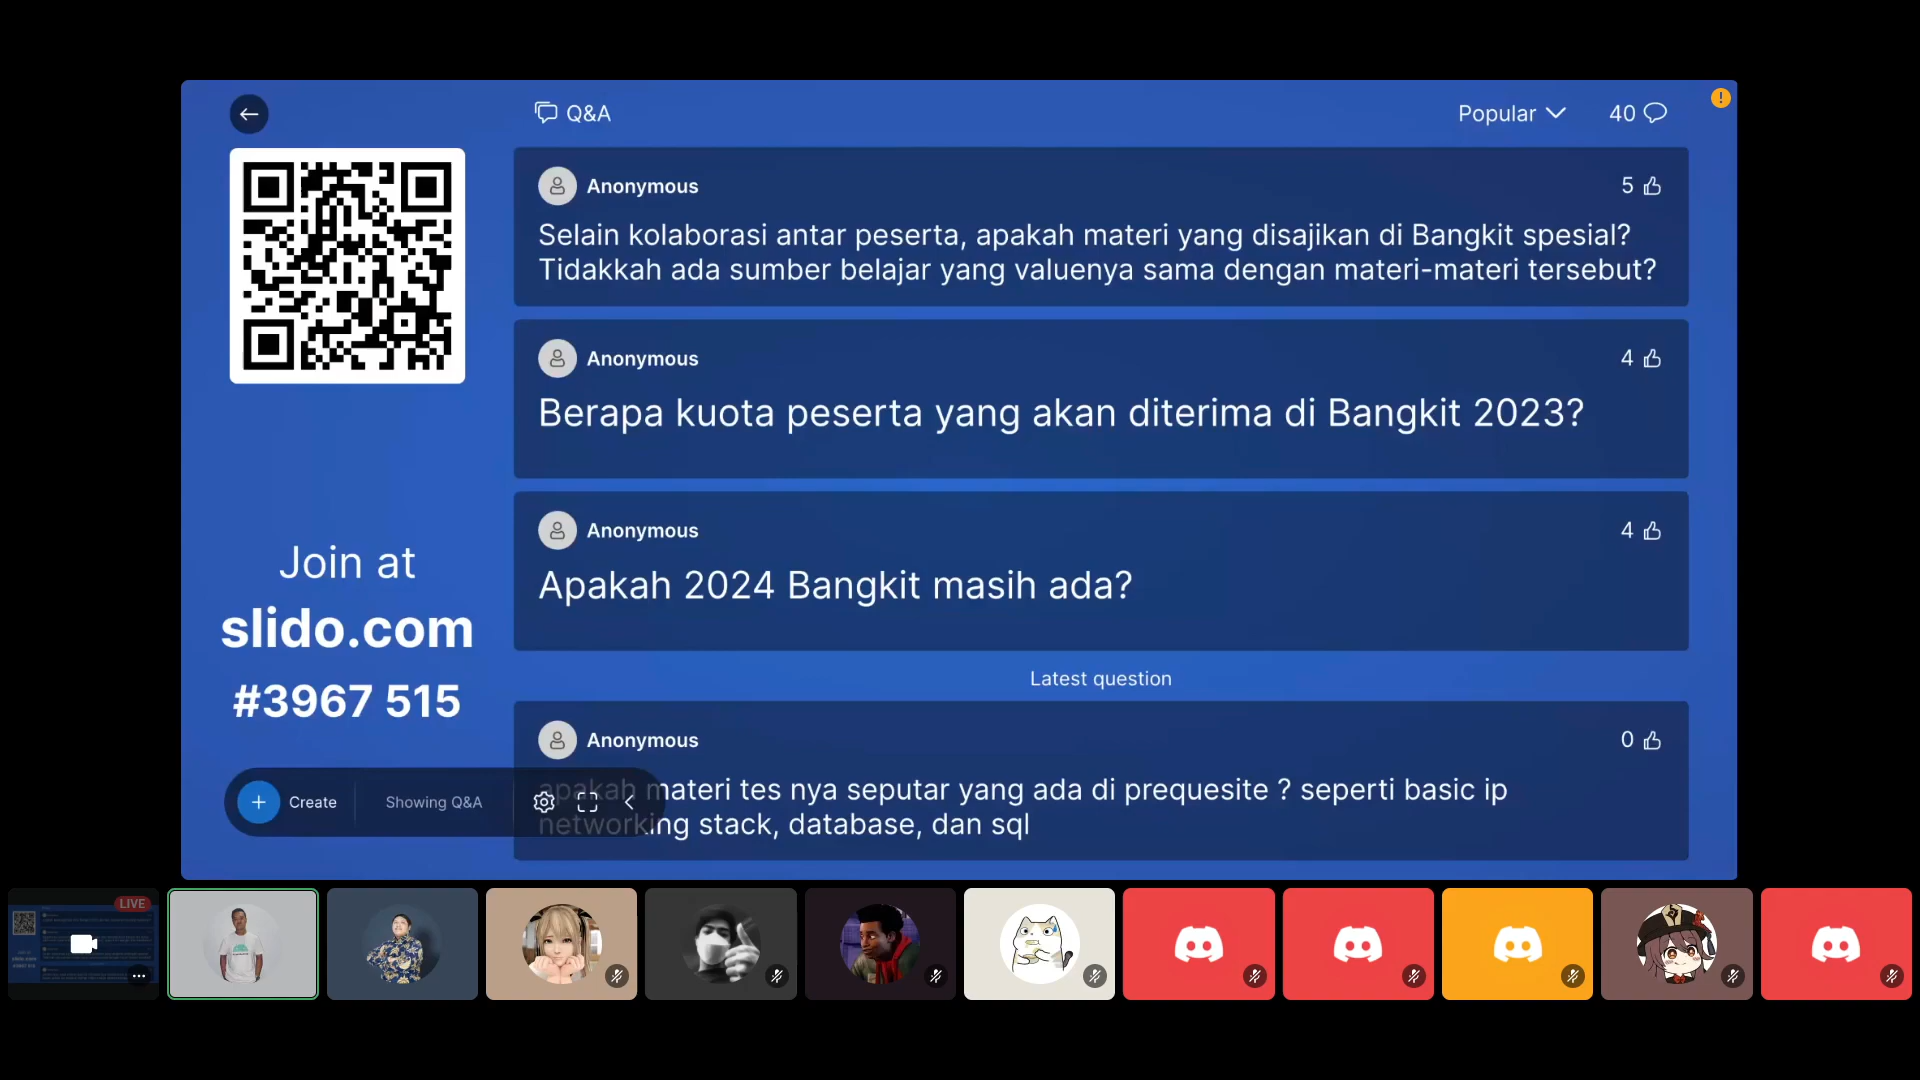 Q&A
Popular
40
Anonymous
5
Selain kolaborasi antar peserta, apakah materi yang disajikan di Bangkit spesial?
Tidakkah ada sumber belajar yang valuenya sama dengan materi-materi tersebut?
Anonymous
4
Berapa kuota peserta yang akan diterima di Bangkit 2023?
Anonymous
4
Apakah 2024 Bangkit masih ada?
Join at
slido.com
#3967 515
Latest question
Anonymous
0
apakah materi tes nya seputar yang ada di prequesite ? seperti basic ip
networking stack, database, dan sql
Create
Showing Q&A
LIVE